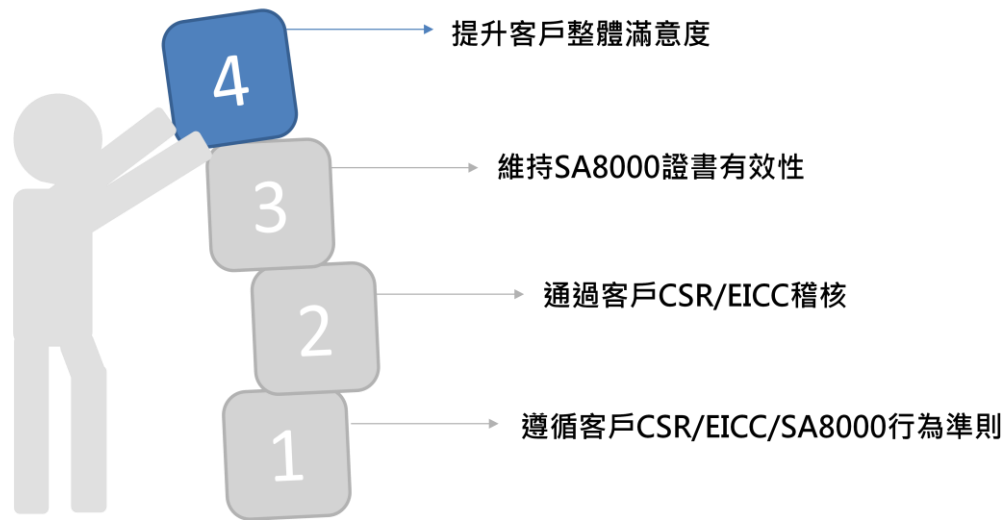 4
提升客戶整體滿意度
3
維持SA8000證書有效性
2
通過客戶CSR/EICC稽核
1
遵循客戶CSR/EICC/SA8000行為準則